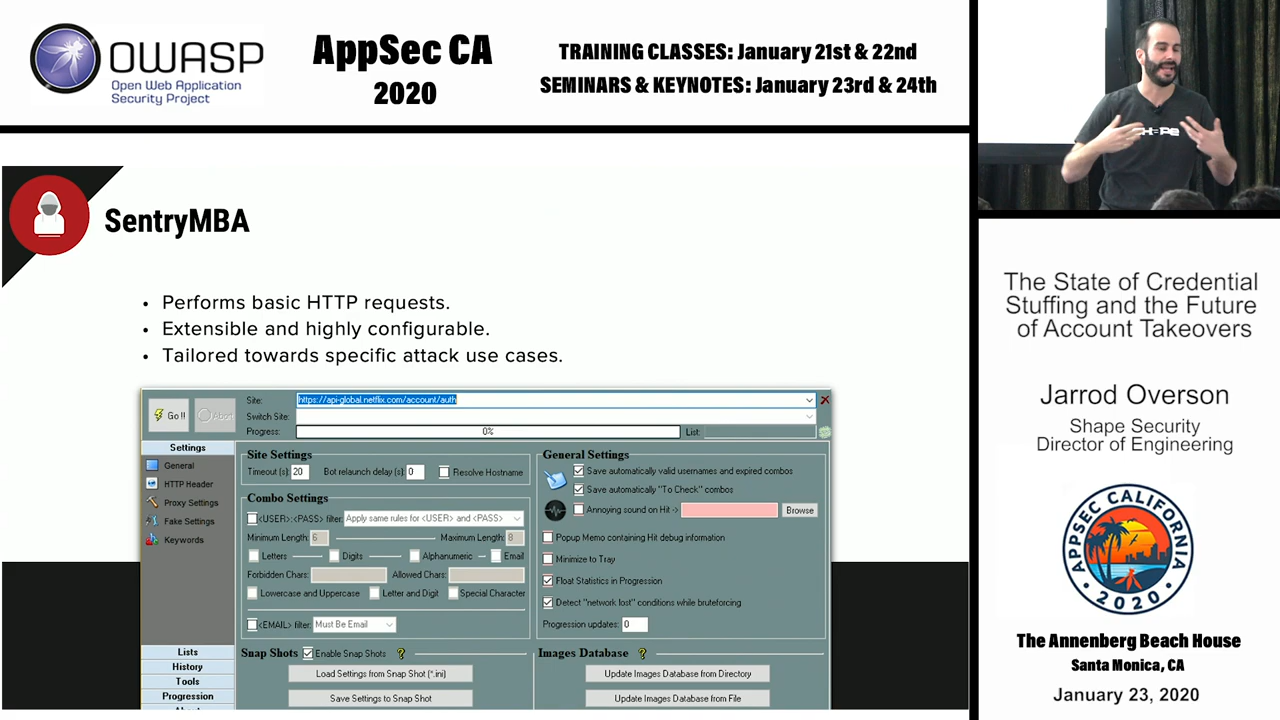 OWASP
Open Web Application
Security Project
AppSec CA
2020
TRAINING CLASSES: January 21st & 22nd
SEMINARS & KEYNOTES: January 23rd & 24th
SHAPE
SentryMBA
• Performs basic HTTP requests.
• Extensible and highly configurable.
• Tailored towards specific attack use cases.
Go !!
Abort
Site:
https://api-global.netflix.com/account/auth
Switch Site:
Progress:
0%
List:
Settings
General
HTTP Header
Proxy Settings
Fake Settings
Keywords
Lists
History
Tools
Progression
About
Site Settings
Timeout (s): 20 Bot relaunch delay (s): 0 Resolve Hostname
Combo Settings
<USER>:<PASS> filter: Apply same rules for <USER> and <PASS>
Minimum Length: 6 Maximum Length: 8
Letters Digits Alphanumeric Email
Forbidden Chars: Allowed Chars:
Lowercase and Uppercase Letter and Digit Special Character
<EMAIL> filter: Must Be Email
Snap Shots Enable Snap Shots ?
Load Settings from Snap Shot (*.ini)
Save Settings to Snap Shot
General Settings
Save automatically valid usernames and expired combos
Save automatically "To Check" combos
Annoying sound on Hit -> Browse
Popup Memo containing Hit debug information
Minimize to Tray
Float Statistics in Progression
Detect "network lost" conditions while bruteforcing
Progression updates: 0
Images Database ?
Update Images Database from Directory
Update Images Database from File
The State of Credential
Stuffing and the Future
of Account Takeovers
Jarrod Overson
Shape Security
Director of Engineering
APPSEC CALIFORNIA
2020
The Annenberg Beach House
Santa Monica, CA
January 23, 2020